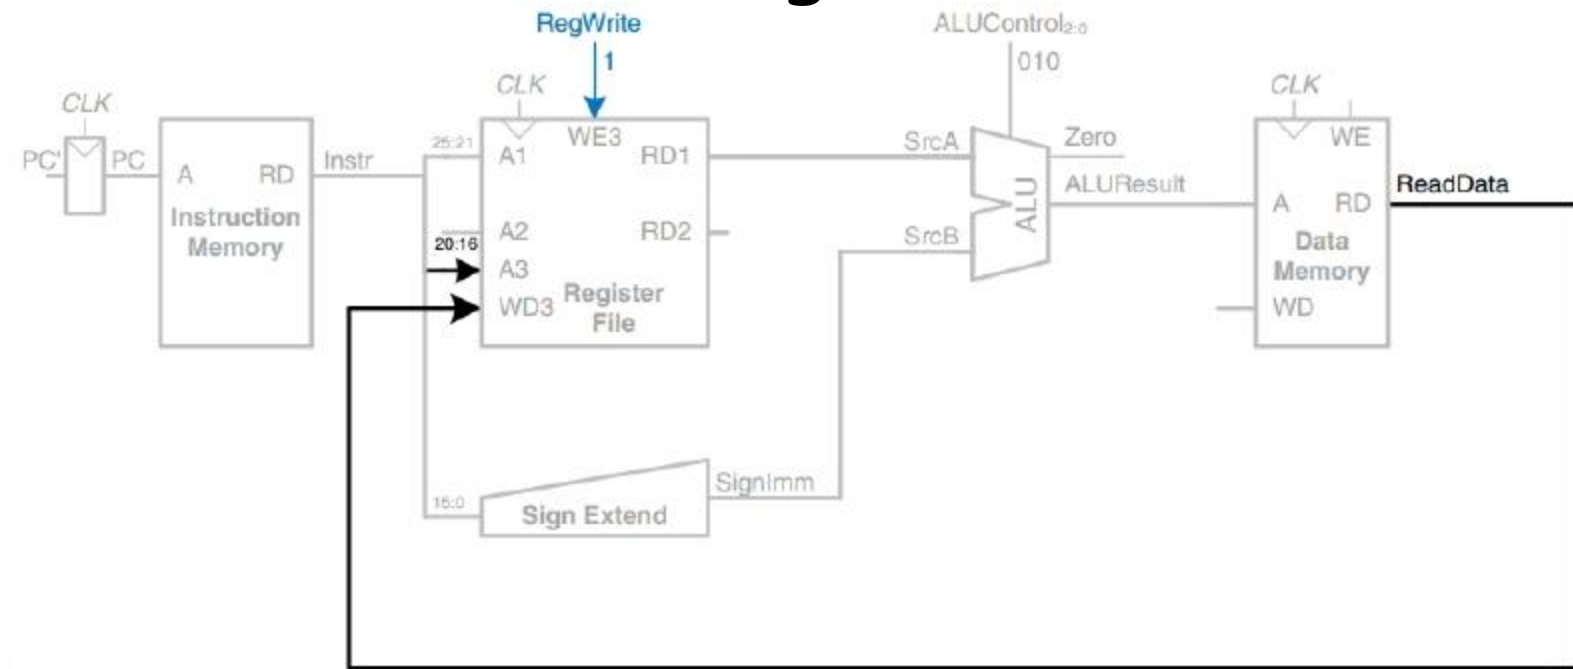 g
RegWrite
1
ALUControl2:0
010
CLK
CLK
CLK
PC'
PC
A
RD
Instruction
Memory
Instr
25:21
20:16
15:0
WE3
A1
RD1
A2
RD2
A3
WD3
Register
File
Sign Extend
SignImm
SrcA
SrcB
ALU
Zero
ALUResult
WE
A
RD
Data
Memory
WD
ReadData